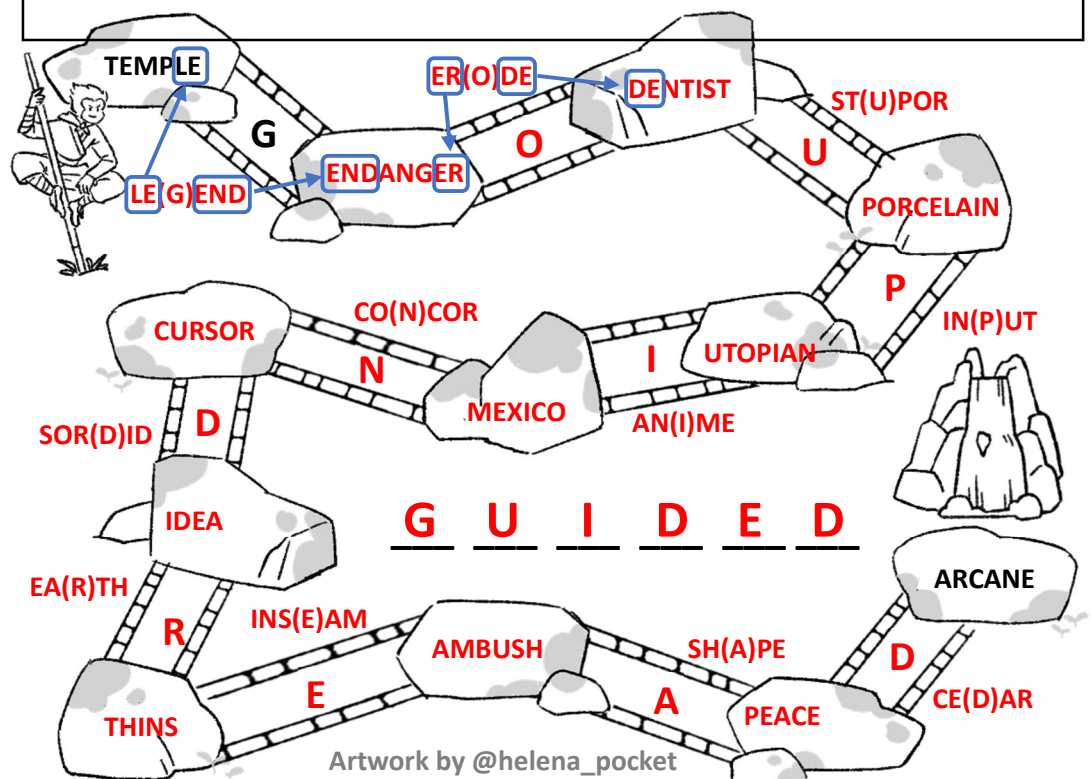 TEMPLE
ER(O)DE
DENTIST
ST(U)POR
G
O
U
LE(G)END
ENDANGER
PORCELAIN
P
CURSOR
CO(N)COR
IN(P)UT
UTOPIAN
I
N
MEXICO
AN(I)ME
SOR(D)ID
D
IDEA
G U I D E D
EA(R)TH
ARCANE
R
INS(E)AM
AMBUSH
SH(A)PE
D
E
A
CE(D)AR
THINS
PEACE
Artwork by @helena_pocket